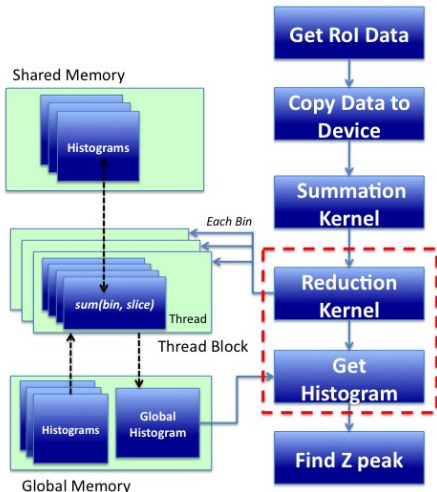 Get RoI Data
Shared Memory
Copy Data to
Device
Histograms
Summation
Kernel
Each Bin
Reduction
Kernel
sum(bin, slice)
Thread
Thread Block
Get
Histogram
Global
Histogram
Histograms
Find Z peak
Global Memory